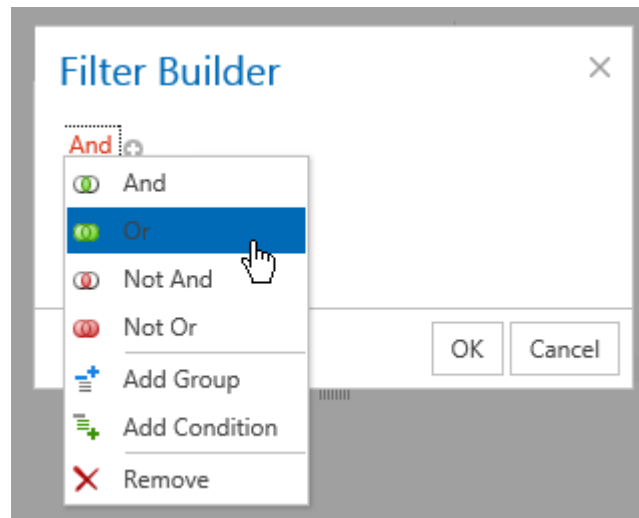 Filter Builder
And
And
Or
Not And
Not Or
OK
Cancel
Add Group
Add Condition
Remove